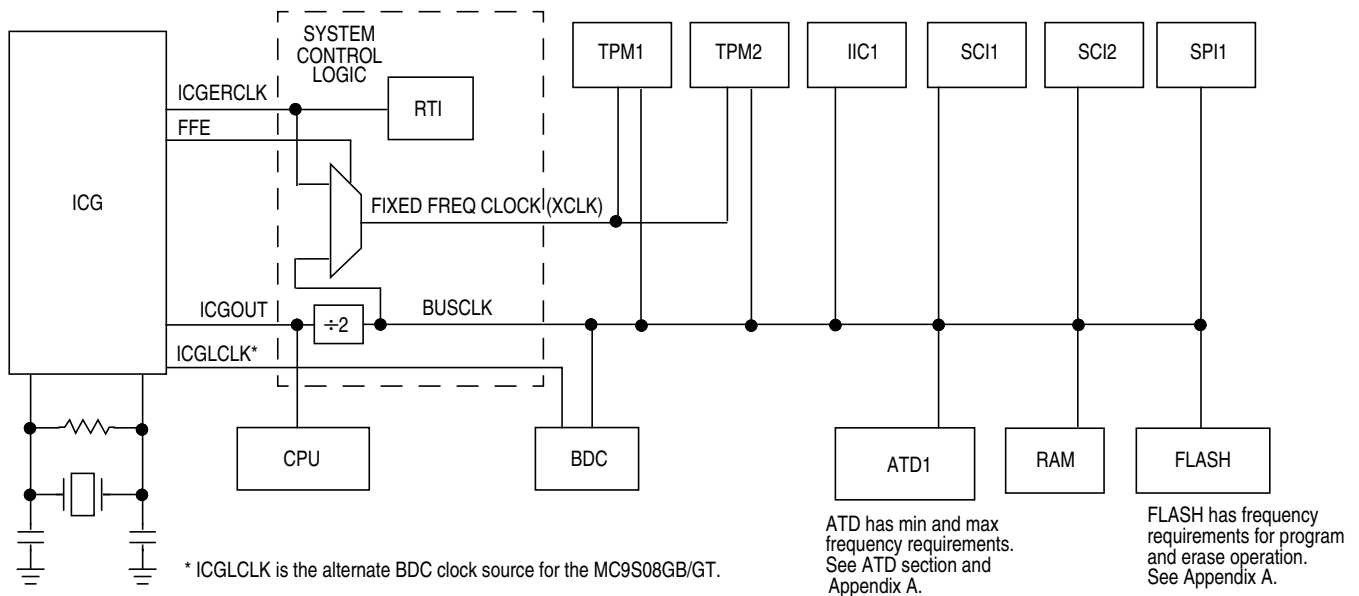 SYSTEM
CONTROL
LOGIC
TPM1
TPM2
IIC1
SCI1
SCI2
SPI1
ICGERCLK
RTI
FFE
ICG
FIXED FREQ CLOCK (XCLK)
ICGOUT
÷2
BUSCLK
ICGLCLK*
CPU
BDC
ATD1
RAM
FLASH
ATD has min and max
frequency requirements.
See ATD section and
Appendix A.
FLASH has frequency
requirements for program
and erase operation.
See Appendix A.
* ICGLCLK is the alternate BDC clock source for the MC9S08GB/GT.